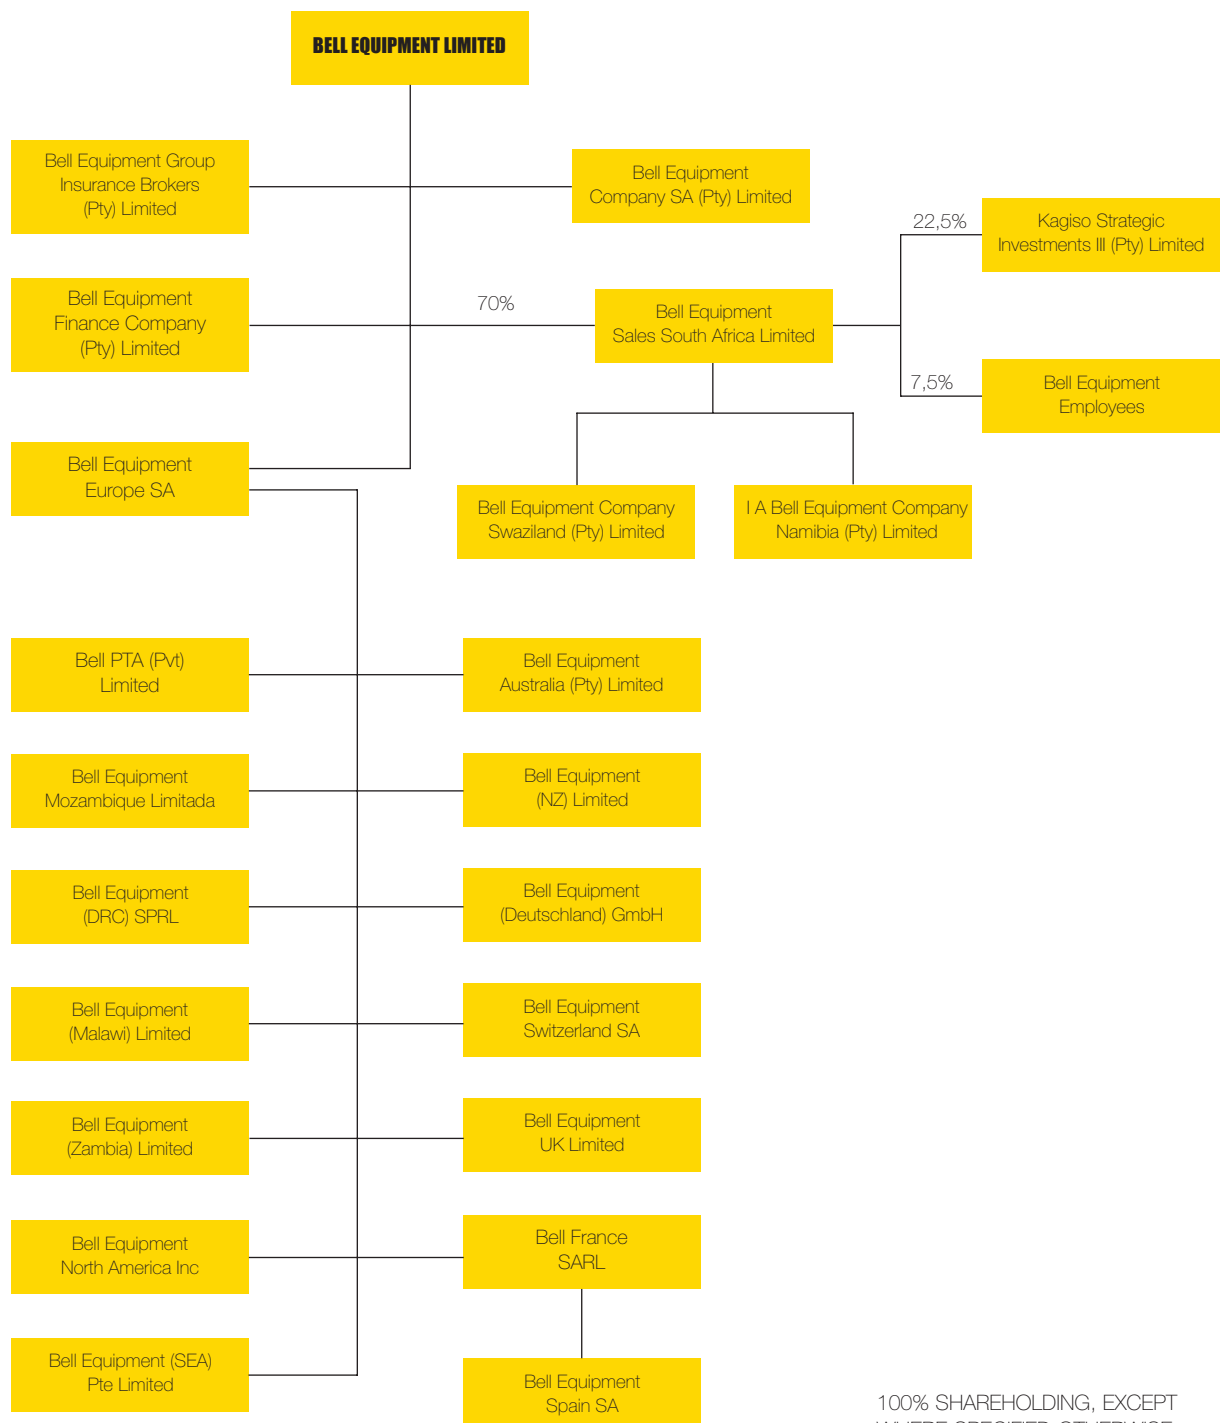 BELL EQUIPMENT LIMITED
Bell Equipment Group
Insurance Brokers
(Pty) Limited
Bell Equipment
Company SA (Pty) Limited
22,5%
Kagiso Strategic
Investments III (Pty) Limited
Bell Equipment
Finance Company
(Pty) Limited
70%
Bell Equipment
Sales South Africa Limited
7,5%
Bell Equipment
Employees
Bell Equipment
Europe SA
Bell Equipment Company
Swaziland (Pty) Limited
I A Bell Equipment Company
Namibia (Pty) Limited
Bell PTA (Pvt)
Limited
Bell Equipment
Australia (Pty) Limited
Bell Equipment
Mozambique Limitada
Bell Equipment
(NZ) Limited
Bell Equipment
(DRC) SPRL
Bell Equipment
(Deutschland) GmbH
Bell Equipment
(Malawi) Limited
Bell Equipment
Switzerland SA
Bell Equipment
(Zambia) Limited
Bell Equipment
UK Limited
Bell Equipment
North America Inc
Bell France
SARL
Bell Equipment (SEA)
Pte Limited
Bell Equipment
Spain SA
100% SHAREHOLDING, EXCEPT
WHERE SPECIFIED OTHERWISE